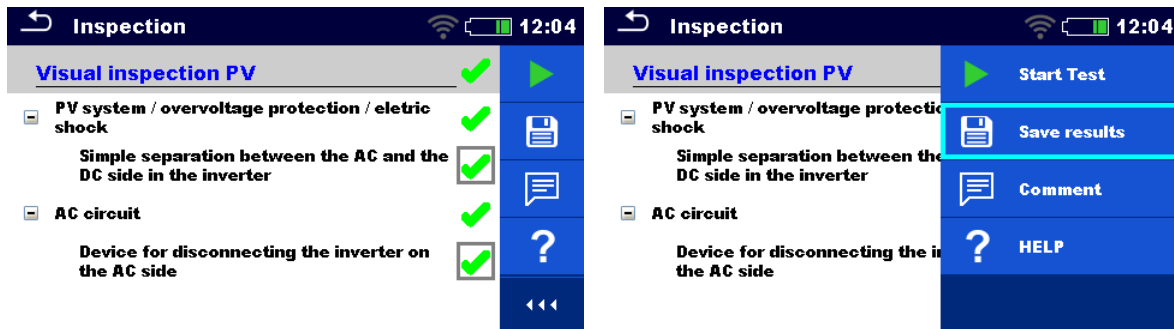 Inspection 12:04
Visual inspection PV
PV system / overvoltage protection / eletric
shock
Simple separation between the AC and the
DC side in the inverter
AC circuit
Device for disconnecting the inverter on
the AC side
?
Inspection 12:04
Visual inspection PV
PV system / overvoltage protectio
shock
Simple separation between the
DC side in the inverter
AC circuit
Device for disconnecting the i
the AC side
Start Test
Save results
Comment
? HELP